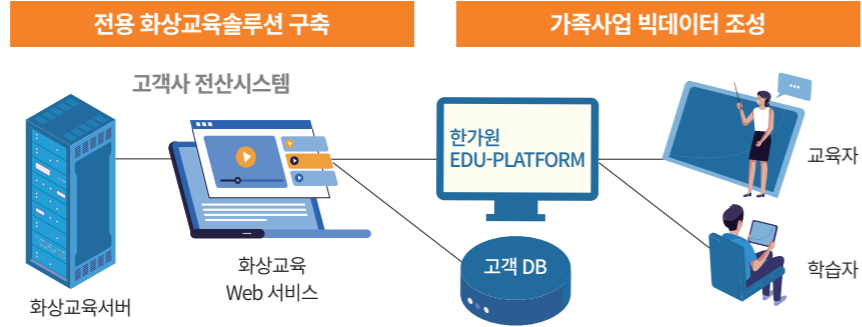 전용 화상교육솔루션 구축
가족사업 빅데이터 조성
고객사 전산시스템
한가원
EDU-PLATFORM
교육자
고객 DB
화상교육
Web 서비스
학습자
화상교육서버